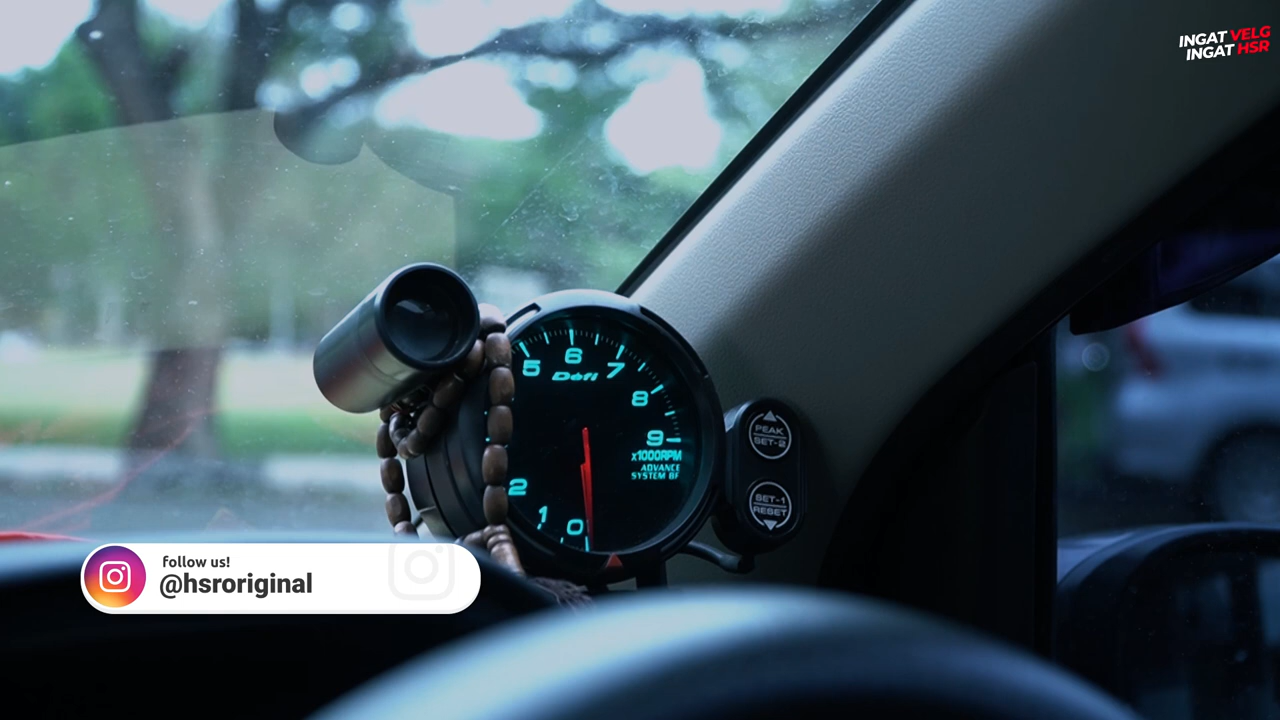 INGAT VELG
INGAT HSR
5
6
7
Defi
8
9
x1000RPM
ADVANCE
SYSTEM BF
2
1
0
PEAK
SET-2
SET-1
RESET
follow us!
@hsroriginal